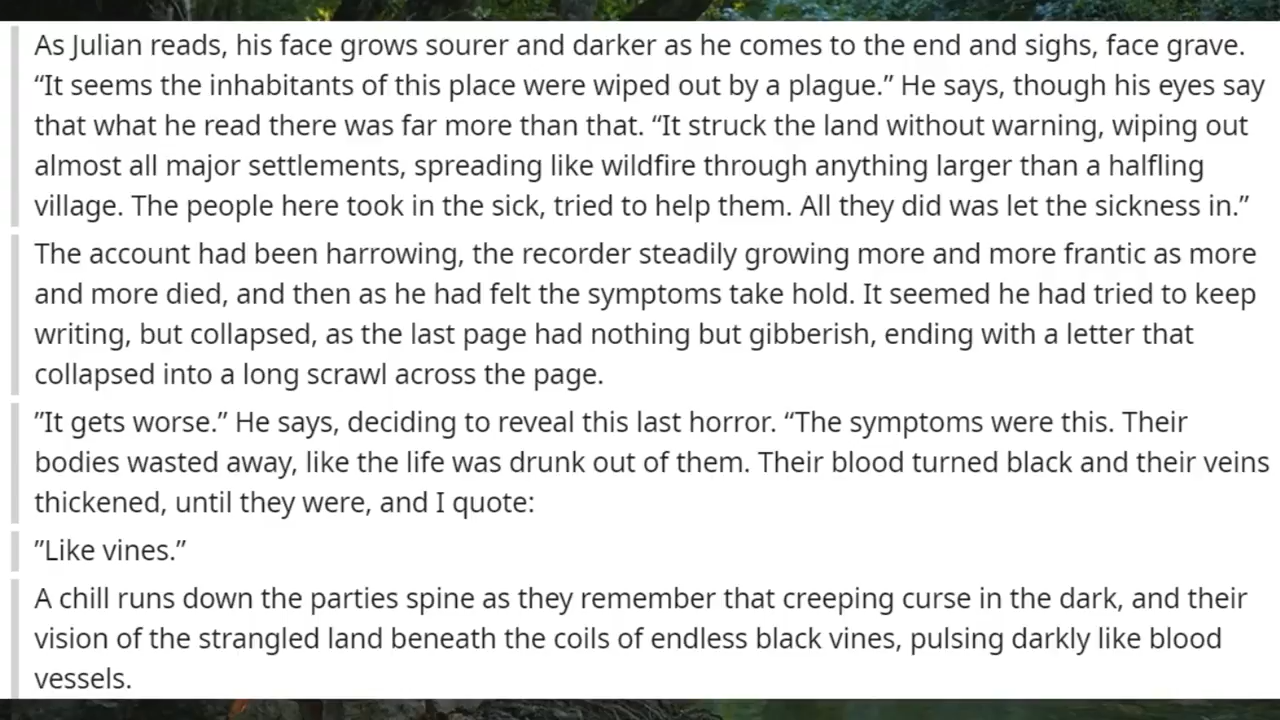 As Julian reads, his face grows sourer and darker as he comes to the end and sighs, face grave.
“It seems the inhabitants of this place were wiped out by a plague.” He says, though his eyes say
that what he read there was far more than that. “It struck the land without warning, wiping out
almost all major settlements, spreading like wildfire through anything larger than a halfling
village. The people here took in the sick, tried to help them. All they did was let the sickness in.”
The account had been harrowing, the recorder steadily growing more and more frantic as more
and more died, and then as he had felt the symptoms take hold. It seemed he had tried to keep
writing, but collapsed, as the last page had nothing but gibberish, ending with a letter that
collapsed into a long scrawl across the page.
”It gets worse.” He says, deciding to reveal this last horror. “The symptoms were this. Their
bodies wasted away, like the life was drunk out of them. Their blood turned black and their veins
thickened, until they were, and I quote:
”Like vines.”
A chill runs down the parties spine as they remember that creeping curse in the dark, and their
vision of the strangled land beneath the coils of endless black vines, pulsing darkly like blood
vessels.